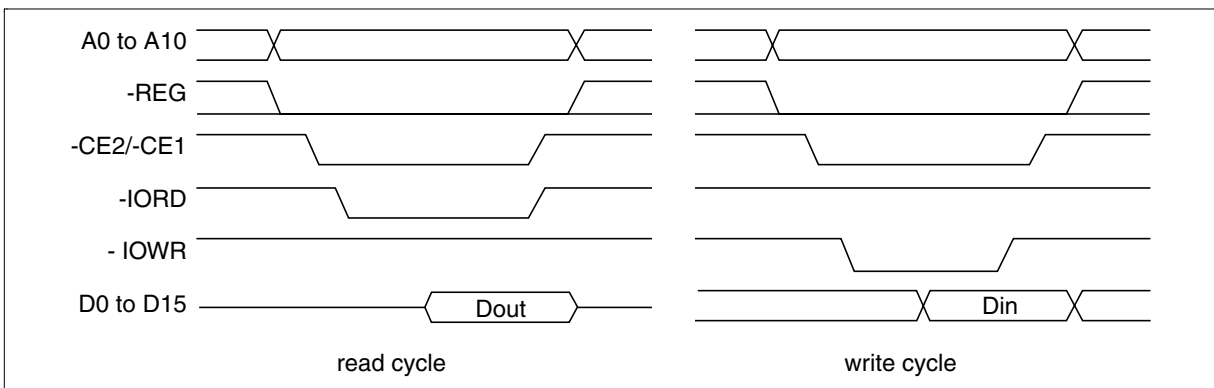 A0 to A10
-REG
-CE2/-CE1
-IORD
- IOWR
D0 to D15 Dout Din
read cycle write cycle